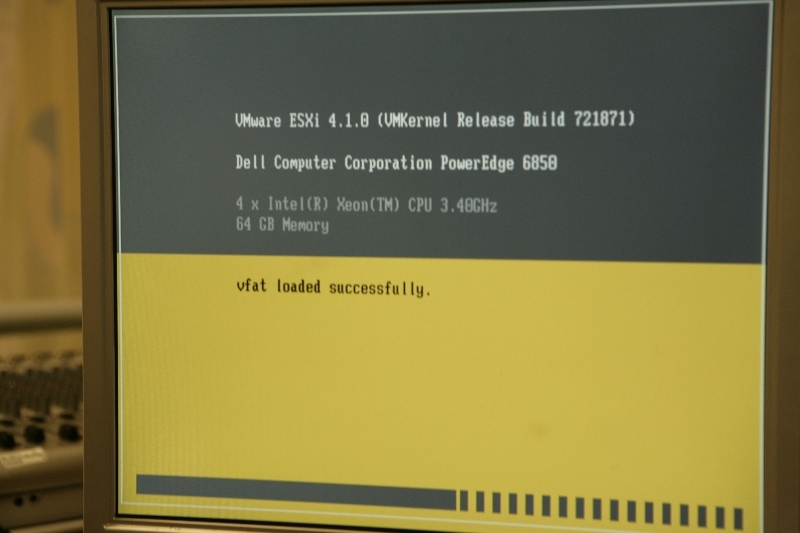 VMware ESXi 4.1.0 (VMKernel Release Build 721871)
Dell Computer Corporation PowerEdge 6850
4 x Intel(R) Xeon(TM) CPU 3.40GHz
64 GB Memory
vfat loaded successfully.